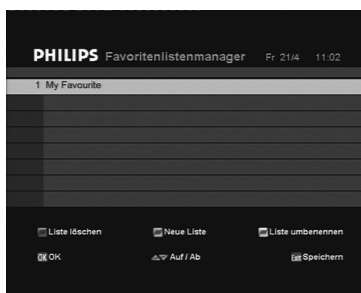 PHILIPS Favoritenlistenmanager Fr 21/4 11:02
1 My Favourite
Liste löschen Neue Liste Liste umbenennen
OK OK Auf / Ab Exit Speichern